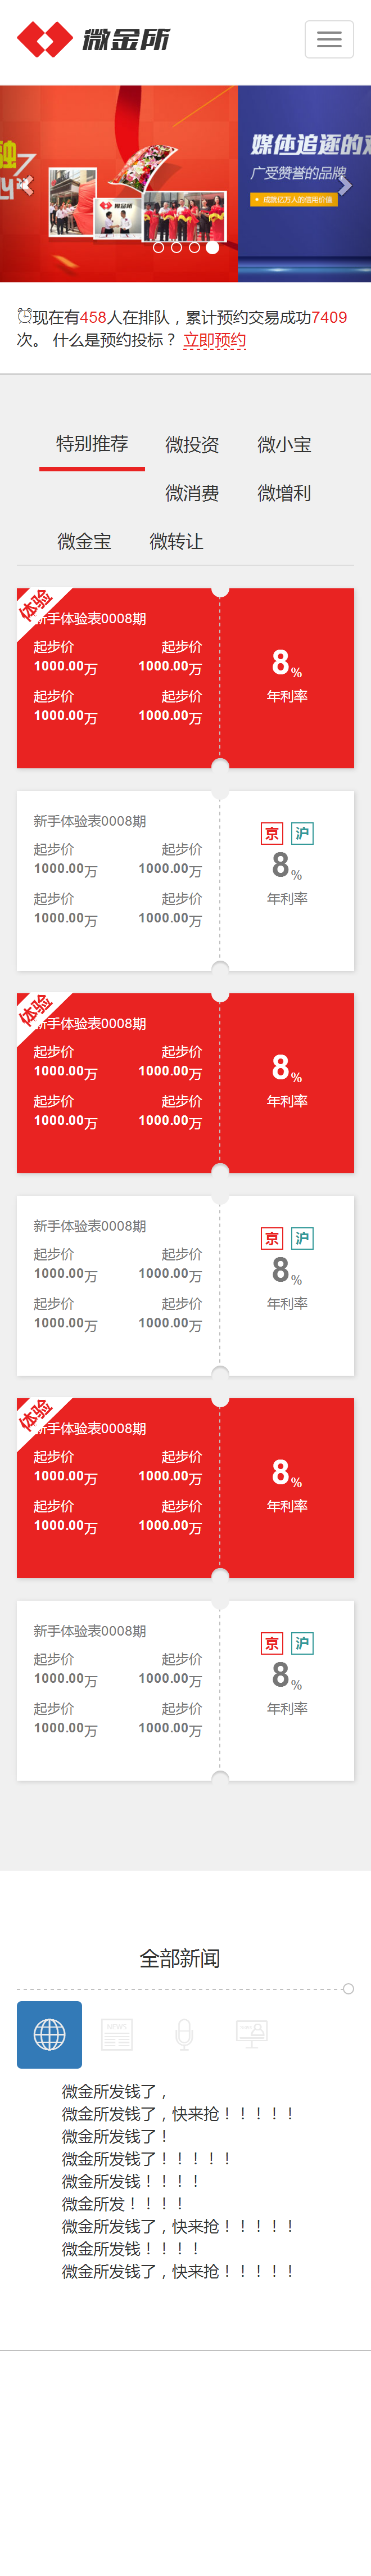 微金所
媒体追逐的
广受赞誉的品牌
成就亿万人的信用价值
微金所
现在有458人在排队，累计预约交易成功7409
次。 什么是预约投标？ 立即预约
特别推荐 微投资 微小宝
微消费 微增利
微金宝 微转让
体验
新手体验表0008期
起步价 起步价
1000.00万 1000.00万
8%
起步价 起步价
年利率
1000.00万 1000.00万
新手体验表0008期
京 沪
起步价 起步价
1000.00万 1000.00万
8%
起步价 起步价
年利率
1000.00万 1000.00万
体验
新手体验表0008期
起步价 起步价
1000.00万 1000.00万
8%
起步价 起步价
年利率
1000.00万 1000.00万
新手体验表0008期
京 沪
起步价 起步价
1000.00万 1000.00万
8%
起步价 起步价
年利率
1000.00万 1000.00万
体验
新手体验表0008期
起步价 起步价
1000.00万 1000.00万
8%
起步价 起步价
年利率
1000.00万 1000.00万
新手体验表0008期
京 沪
起步价 起步价
1000.00万 1000.00万
8%
起步价 起步价
年利率
1000.00万 1000.00万
全部新闻
NEWS
微金所发钱了，
微金所发钱了，快来抢！！！！！
微金所发钱了！
微金所发钱了！！！！！
微金所发钱！！！！
微金所发！！！！
微金所发钱了，快来抢！！！！！
微金所发钱！！！！
微金所发钱了，快来抢！！！！！